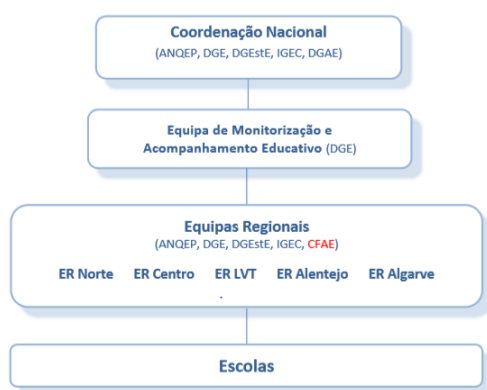 Coordenação Nacional
(ANQEP, DGE, DGEstE, IGEC, DGAE)
Equipa de Monitorização e
Acompanhamento Educativo (DGE)
Equipas Regionais
(ANQEP, DGE, DGEstE, IGEC, CFAE)
ER Norte ER Centro ER LVT ER Alentejo ER Algarve
.
Escolas